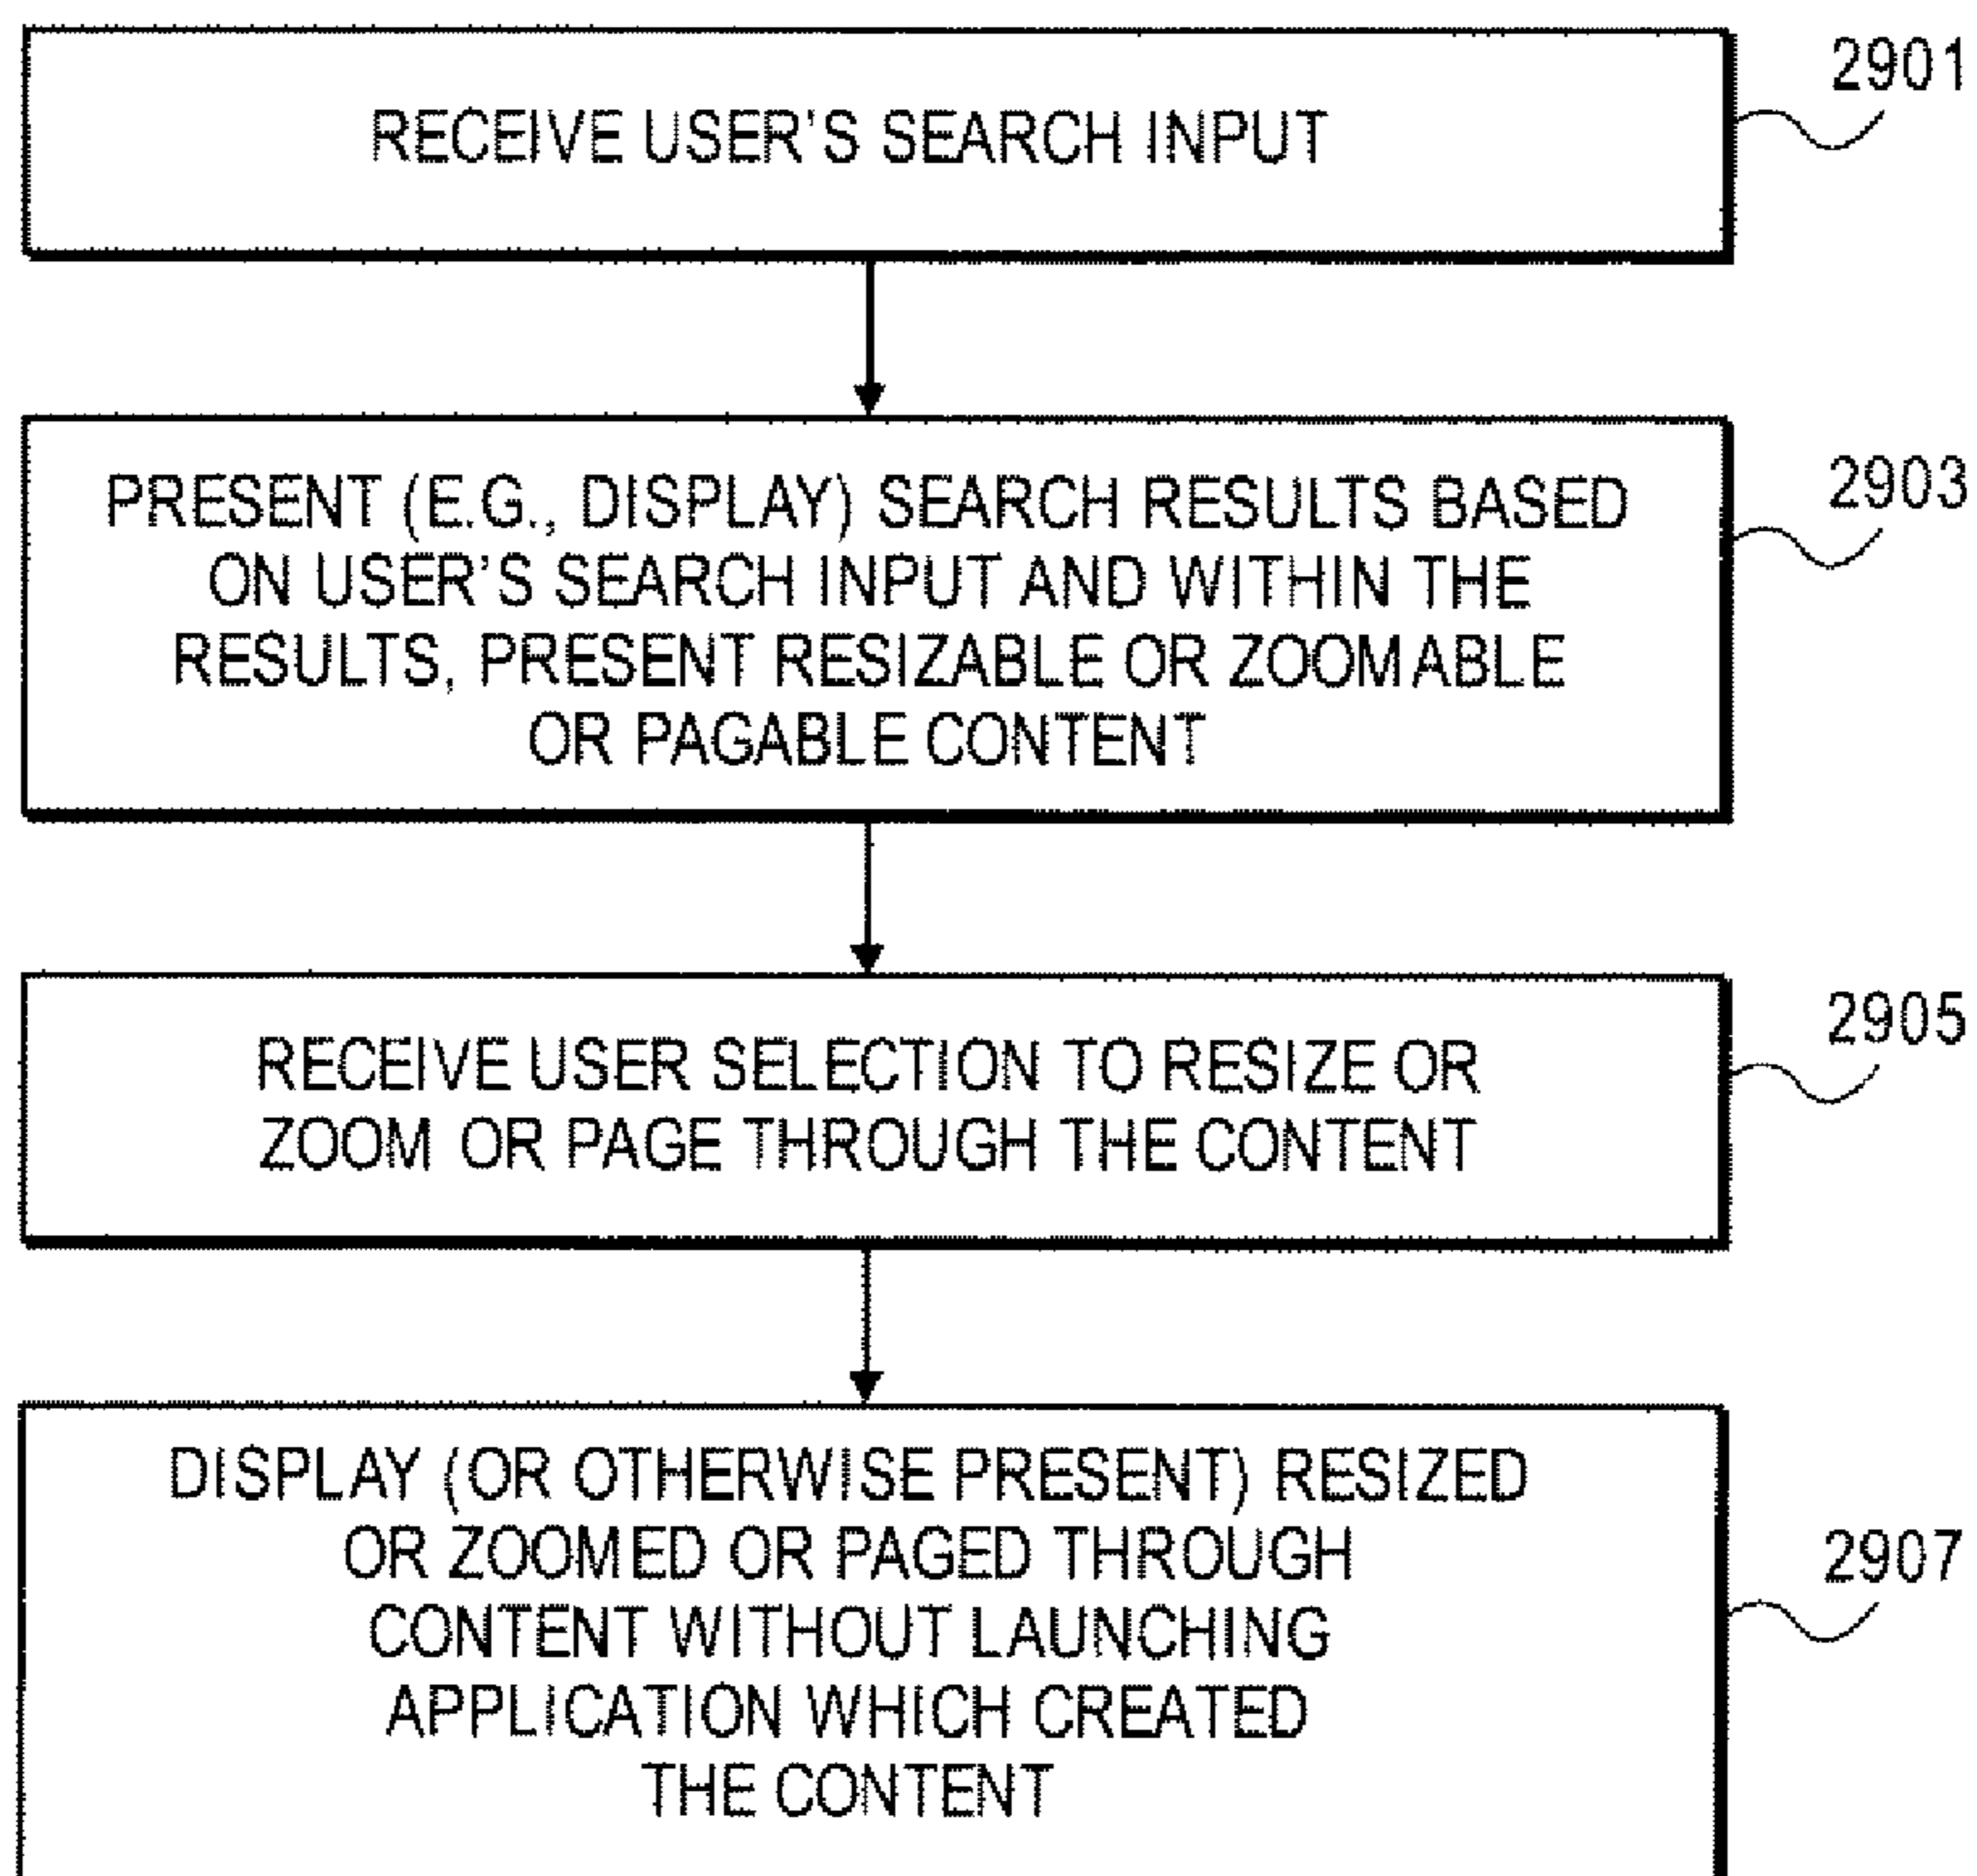 RECEIVE USER'S SEARCH INPUT
2901
PRESENT (E.G., DISPLAY) SEARCH RESULTS BASED
ON USER'S SEARCH INPUT AND WITHIN THE
RESULTS, PRESENT RESIZABLE OR ZOOMABLE
OR PAGABLE CONTENT
2903
RECEIVE USER SELECTION TO RESIZE OR
ZOOM OR PAGE THROUGH THE CONTENT
2905
DISPLAY (OR OTHERWISE PRESENT) RESIZED
OR ZOOMED OR PAGED THROUGH
CONTENT WITHOUT LAUNCHING
APPLICATION WHICH CREATED
THE CONTENT
2907